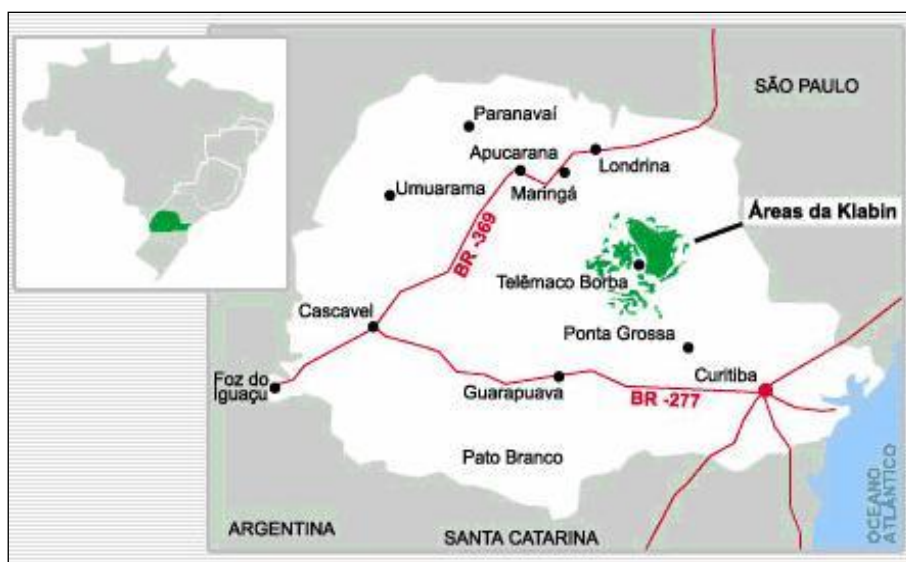 SÃO PAULO
Paranavaí
Apucarana
Londrina
Umuarama
Maringá
Áreas da Klabin
BR -369
Telêmaco Borba
Cascavel
Ponta Grossa
Foz do
Iguaçu
Curitiba
Guarapuava
BR -277
Pato Branco
OCEANO
ATLÂNTICO
ARGENTINA
SANTA CATARINA